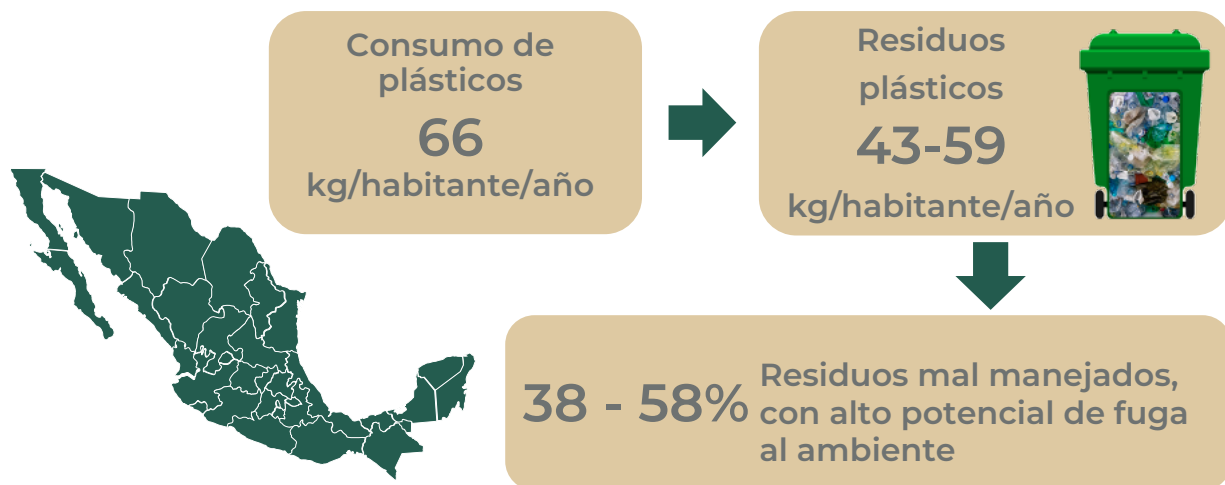 Consumo de
plásticos
66
kg/habitante/año
Residuos
plásticos
43-59
kg/habitante/año
38 - 58%
Residuos mal manejados,
con alto potencial de fuga
al ambiente